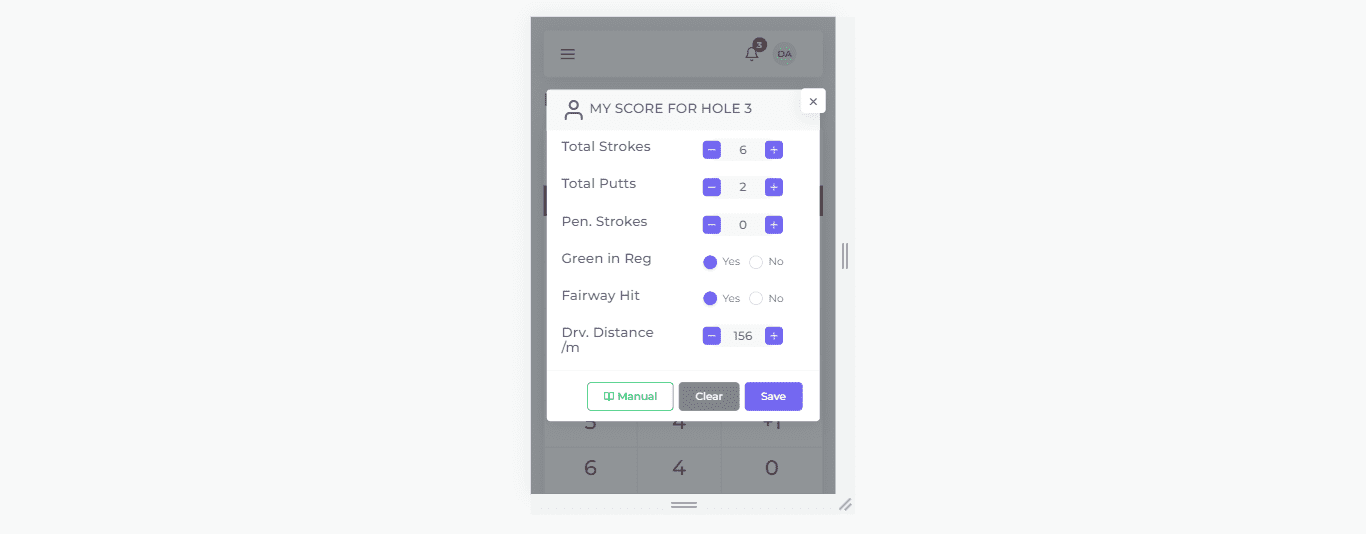 3
DA
MY SCORE FOR HOLE 3
Total Strokes
6
Total Putts
2
Pen. Strokes
0
Green in Reg
Yes No
Fairway Hit
Yes No
Drv. Distance
/m
156
Manual Clear Save
4 +1
6 4 0